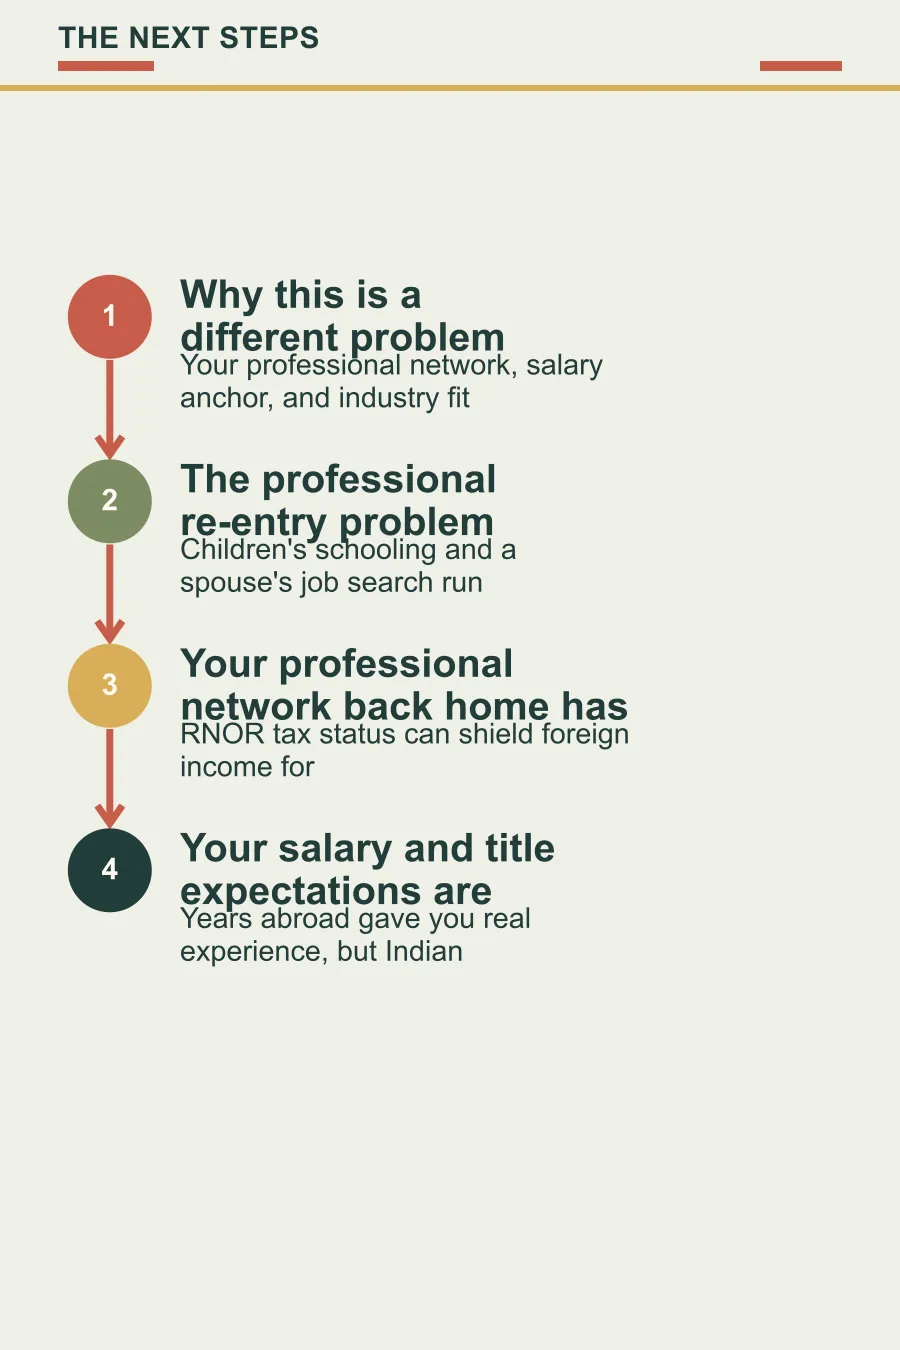 THE NEXT STEPS
1
Why this is a
different problem
Your professional network, salary
anchor, and industry fit
2
The professional
re-entry problem
Children's schooling and a
spouse's job search run
3
Your professional
network back home has
RNOR tax status can shield foreign
income for
4
Your salary and title
expectations are
Years abroad gave you real
experience, but Indian